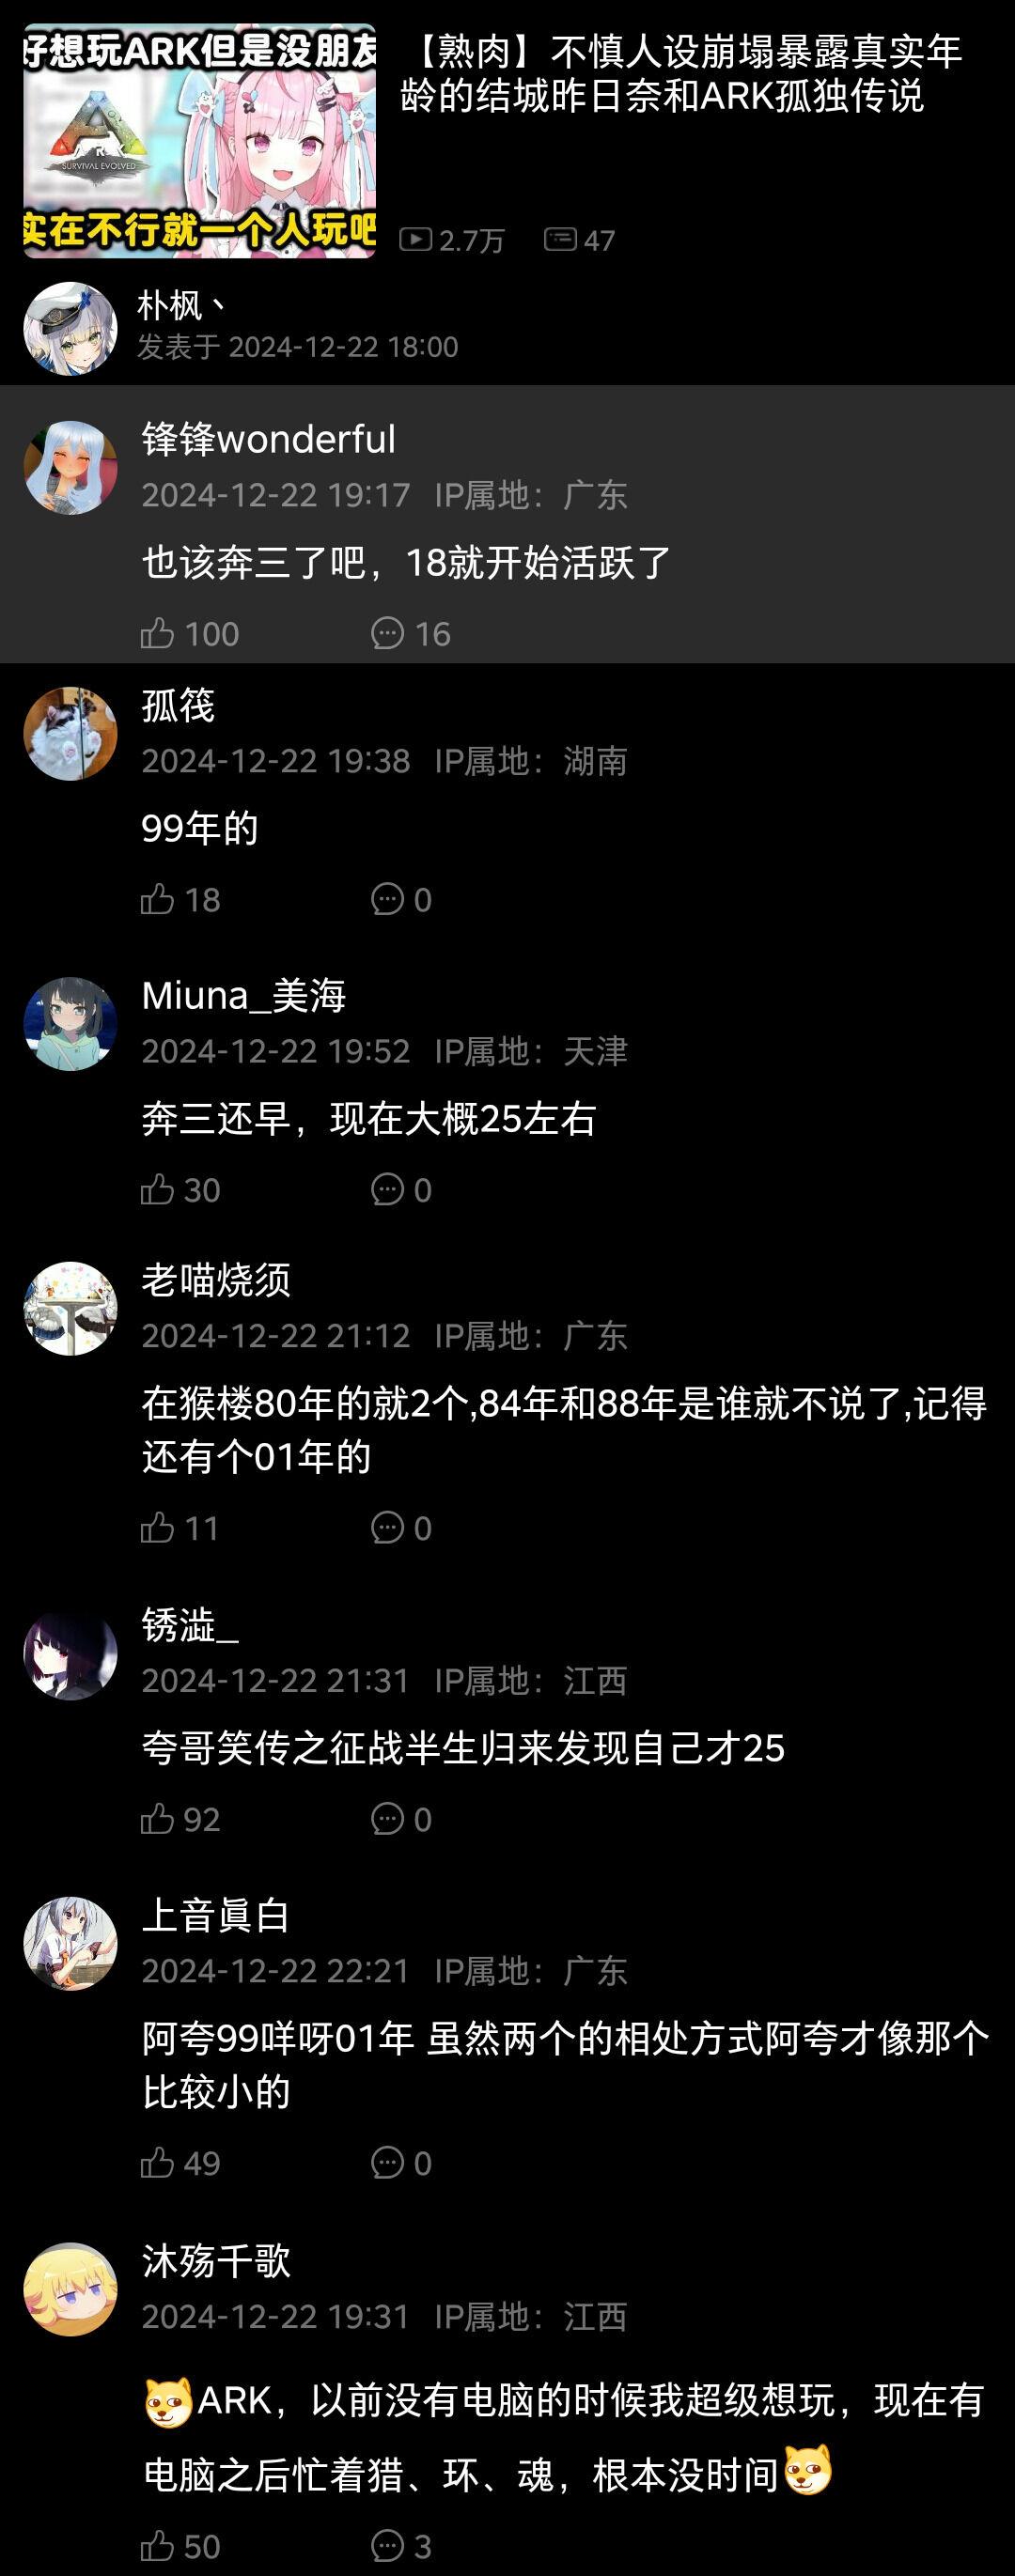 好想玩ARK但是没朋友
ARK
SURVIVAL EVOLVED
实在不行就一个人玩吧
【熟肉】不慎人设崩塌暴露真实年
龄的结城昨日奈和ARK孤独传说
2.7万 47
朴枫丶
发表于 2024-12-22 18:00
锋锋wonderful
2024-12-22 19:17 IP属地：广东
也该奔三了吧，18就开始活跃了
100 16
孤筏
2024-12-22 19:38 IP属地：湖南
99年的
18 0
Miuna_美海
2024-12-22 19:52 IP属地：天津
奔三还早，现在大概25左右
30 0
老喵烧须
2024-12-22 21:12 IP属地：广东
在猴楼80年的就2个,84年和88年是谁就不说了,记得
还有个01年的
11 0
锈澁_
2024-12-22 21:31 IP属地：江西
夸哥笑传之征战半生归来发现自己才25
92 0
上音眞白
2024-12-22 22:21 IP属地：广东
阿夸99咩呀01年 虽然两个的相处方式阿夸才像那个
比较小的
49 0
沐殇千歌
2024-12-22 19:31 IP属地：江西
ARK，以前没有电脑的时候我超级想玩，现在有
电脑之后忙着猎、环、魂，根本没时间
50 3